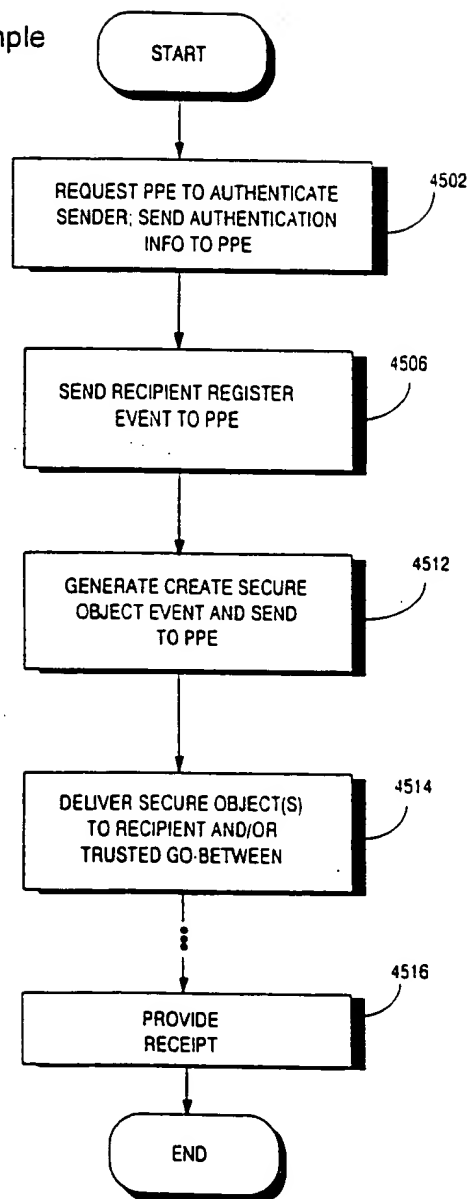 START
REQUEST PPE TO AUTHENTICATE
SENDER; SEND AUTHENTICATION
INFO TO PPE
4502
SEND RECIPIENT REGISTER
EVENT TO PPE
4506
GENERATE CREATE SECURE
OBJECT EVENT AND SEND
TO PPE
4512
DELIVER SECURE OBJECT(S)
TO RECIPIENT AND/OR
TRUSTED GO-BETWEEN
4514
PROVIDE
RECEIPT
4516
END